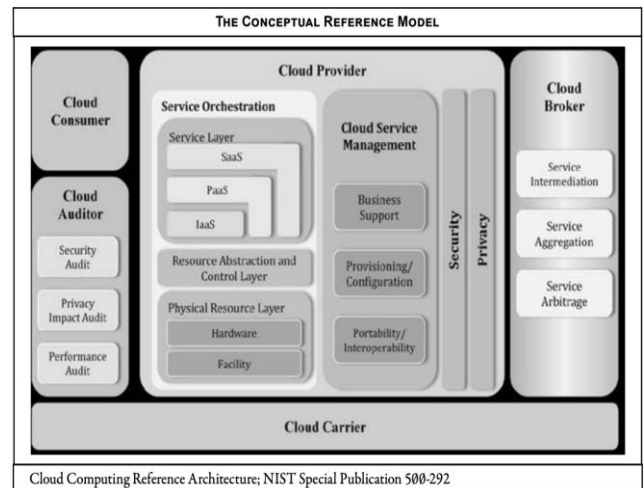 THE CONCEPTUAL REFERENCE MODEL
Cloud
Consumer
Cloud
Auditor
Security
Audit
Privacy
Impact Audit
Performance
Audit
Cloud Provider
Service Orchestration
Service Layer
SaaS
PaaS
IaaS
Resource Abstraction and
Control Layer
Physical Resource Layer
Hardware
Facility
Cloud Service
Management
Business
Support
Provisioning/
Configuration
Portability/
Interoperability
Security
Privacy
Cloud
Broker
Service
Intermediation
Service
Aggregation
Service
Arbitrage
Cloud Carrier
Cloud Computing Reference Architecture; NIST Special Publication 500-292